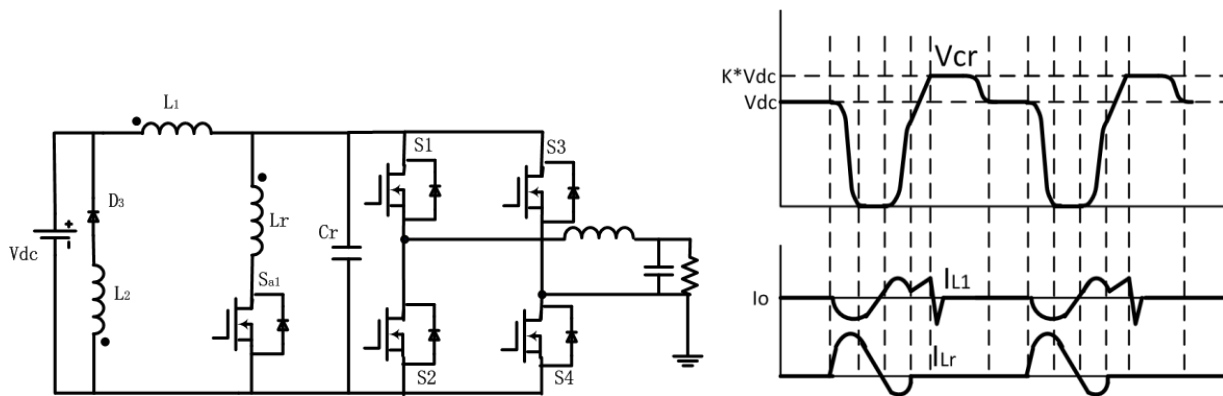 L1
S1
S3
D3
Lr
Cr
Vdc
L2
Sa1
S2
S4
K*Vdc
Vdc
Vcr
Io
IL1
ILr